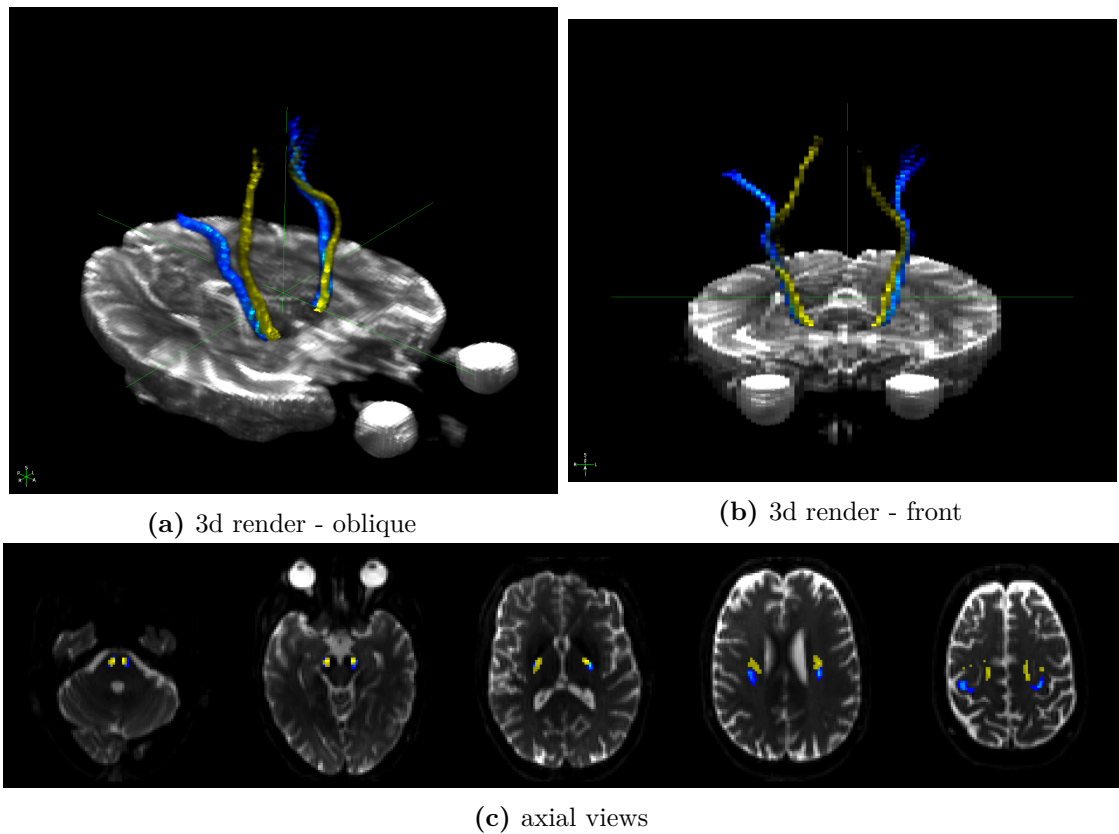 (a) 3d render - oblique
(b) 3d render - front
(c) axial views